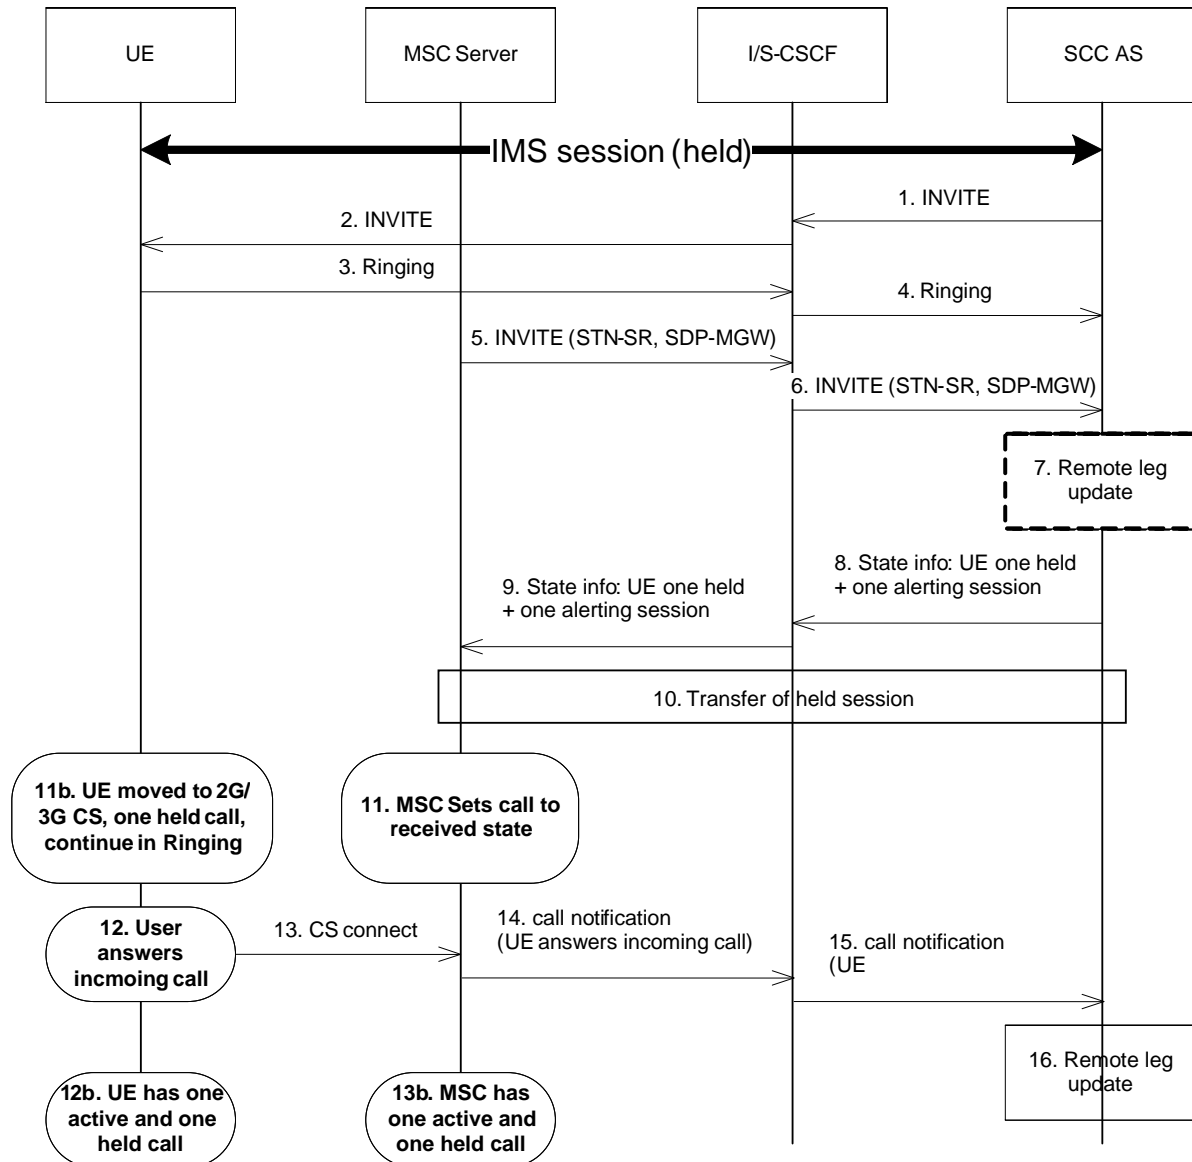 UE
MSC Server
I/S-CSCF
SCC AS
IMS session (held)
1. INVITE
2. INVITE
3. Ringing
4. Ringing
5. INVITE (STN-SR, SDP-MGW)
6. INVITE (STN-SR, SDP-MGW)
7. Remote leg
update
8. State info: UE one held
+ one alerting session
9. State info: UE one held
+ one alerting session
10. Transfer of held session
11b. UE moved to 2G/
3G CS, one held call,
continue in Ringing
11. MSC Sets call to
received state
12. User
answers
incmoing call
13. CS connect
14. call notification
(UE answers incoming call)
15. call notification
(UE
16. Remote leg
update
12b. UE has one
active and one
held call
13b. MSC has
one active and
one held call